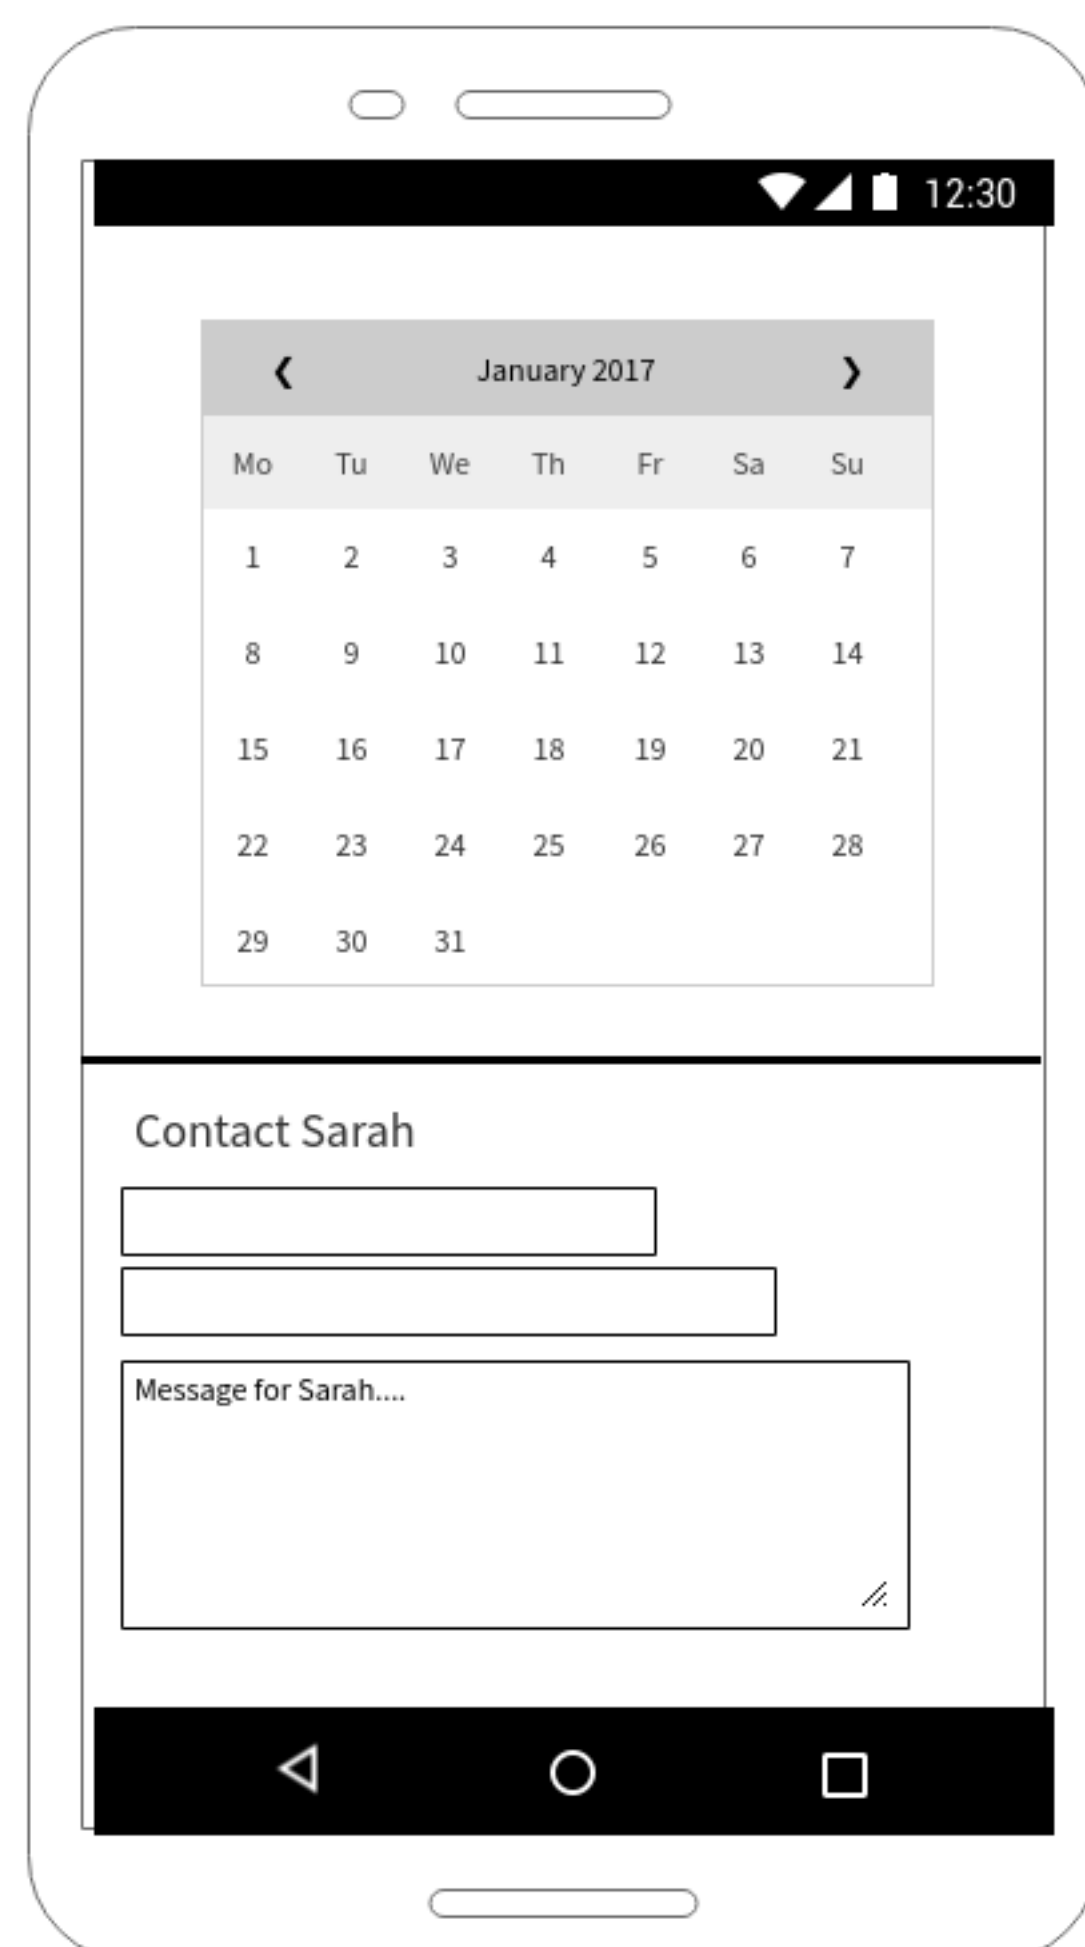 12:30
❮ January 2017 ❯
Mo Tu We Th Fr Sa Su
1 2 3 4 5 6 7
8 9 10 11 12 13 14
15 16 17 18 19 20 21
22 23 24 25 26 27 28
29 30 31
Contact Sarah
Message for Sarah....